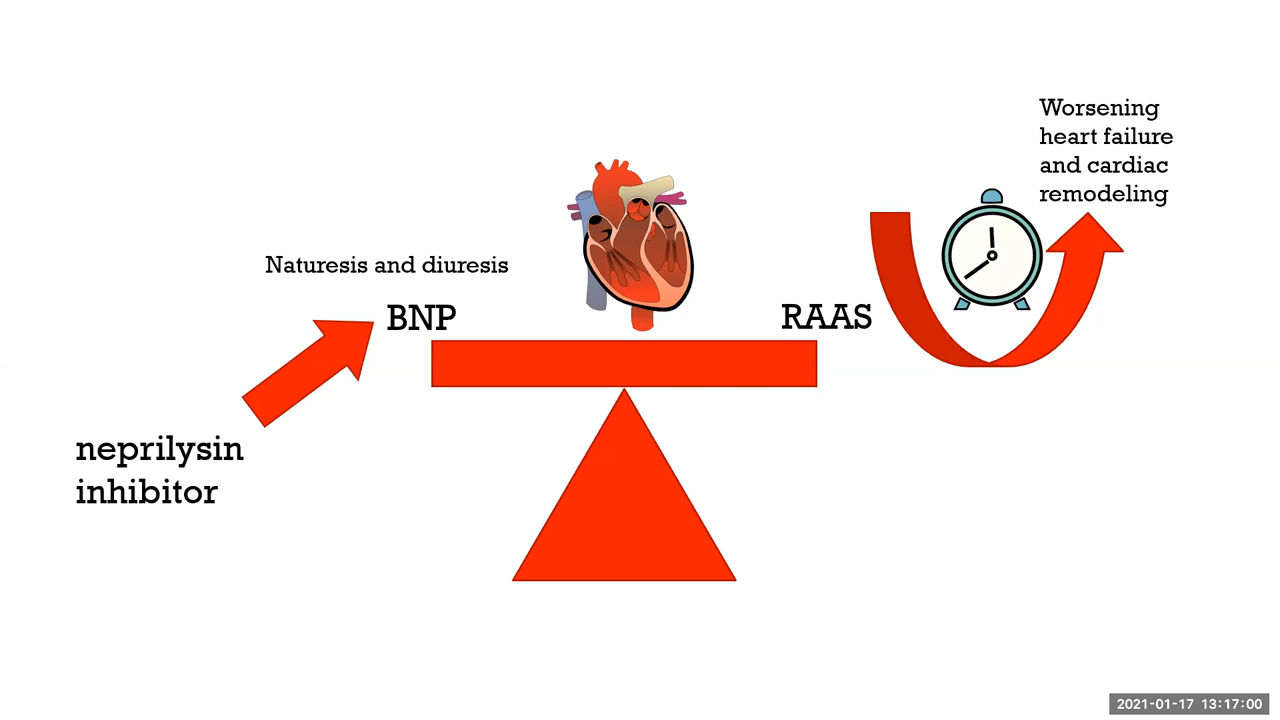 Worsening
heart failure
and cardiac
remodeling
Naturesis and diuresis
BNP
RAAS
neprilysin
inhibitor
2021-01-17 13:17:00